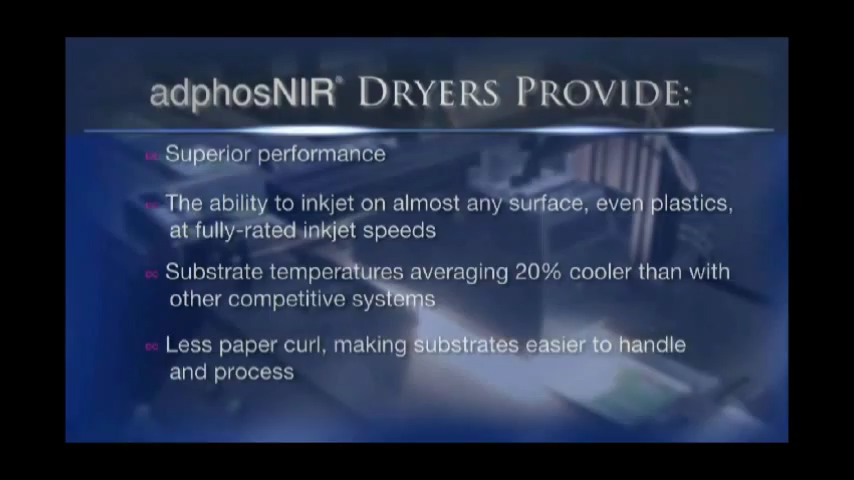 adphosNIR® DRYERS PROVIDE:
∞ Superior performance
∞ The ability to inkjet on almost any surface, even plastics,
at fully-rated inkjet speeds
∞ Substrate temperatures averaging 20% cooler than with
other competitive systems
∞ Less paper curl, making substrates easier to handle
and process